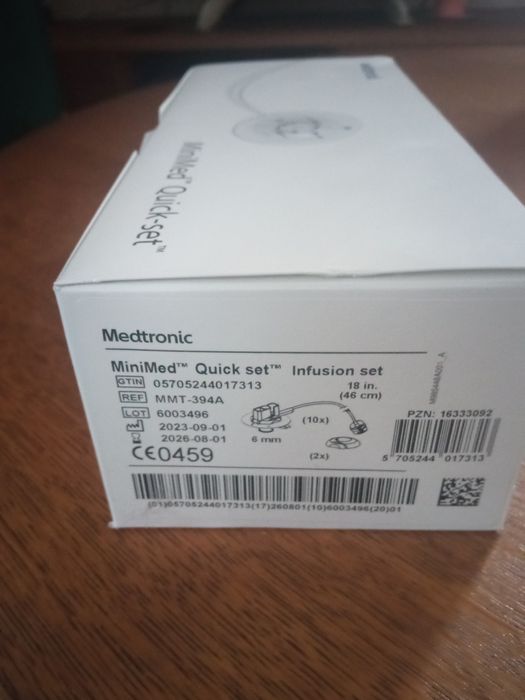 MiniMed™ Quick-set™
Medtronic
MiniMed™ Quick set™ Infusion set
GTIN 05705244017313
18 in.
(46 cm)
REF MMT-394A
LOT 6003496
2023-09-01
2026-08-01
6 mm
(10x)
(2x)
CE0459
PZN: 16333092
5 705244 017313
(01)05705244017313(17)260801(10)6003496(20)01